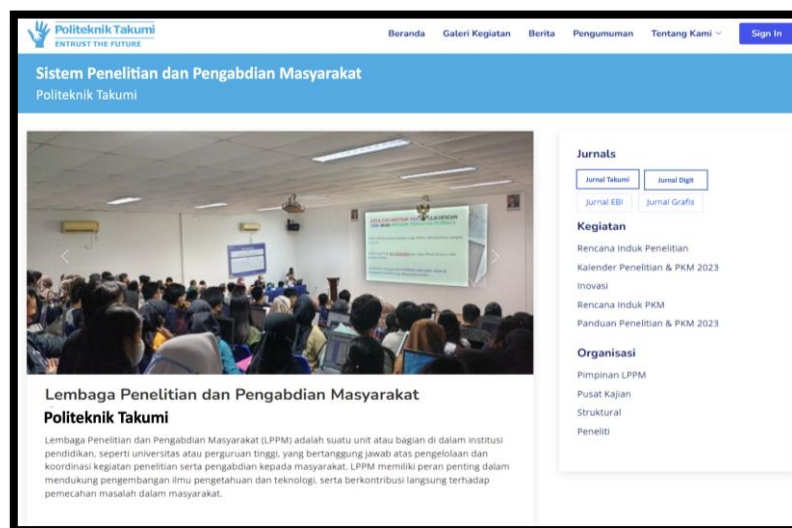 Politeknik Takumi
ENTRUST THE FUTURE
Beranda Galeri Kegiatan Berita Pengumuman Tentang Kami Sign In
Sistem Penelitian dan Pengabdian Masyarakat
Politeknik Takumi
Lembaga Penelitian dan Pengabdian Masyarakat
Politeknik Takumi
Lembaga Penelitian dan Pengabdian Masyarakat (LPPM) adalah suatu unit atau bagian di dalam institusi
pendidikan, seperti universitas atau perguruan tinggi, yang bertanggung jawab atas pengelolaan dan
koordinasi kegiatan penelitian serta pengabdian kepada masyarakat. LPPM memiliki peran penting dalam
mendukung pengembangan ilmu pengetahuan dan teknologi, serta berkontribusi langsung terhadap
pemecahan masalah dalam masyarakat.
Jurnals
Jurnal Takumi Jurnal Digit
Jurnal EBI Jurnal Grafis
Kegiatan
Rencana Induk Penelitian
Kalender Penelitian & PKM 2023
Inovasi
Rencana Induk PKM
Panduan Penelitian & PKM 2023
Organisasi
Pimpinan LPPM
Pusat Kajian
Struktural
Peneliti